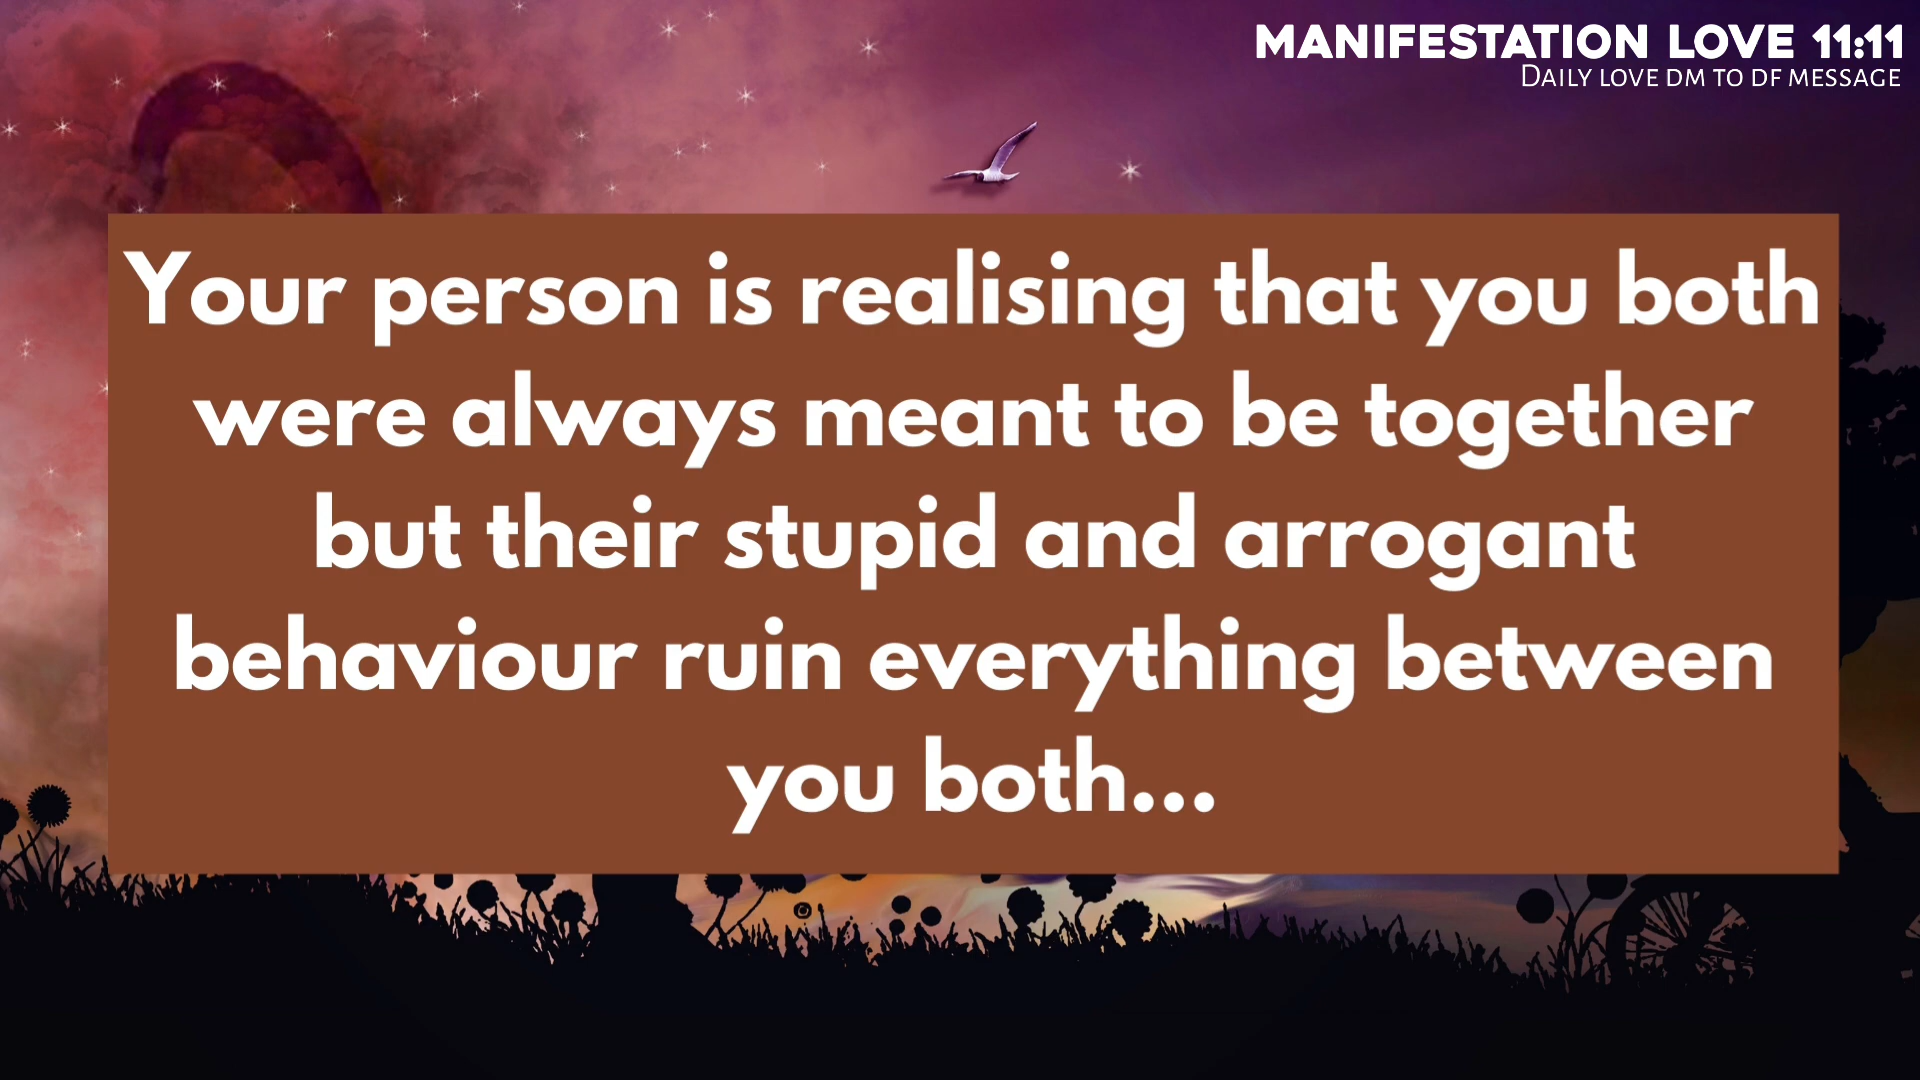 MANIFESTATION LOVE 11:11
DAILY LOVE DM TO DF MESSAGE
Your person is realising that you both
were always meant to be together
but their stupid and arrogant
behaviour ruin everything between
you both...